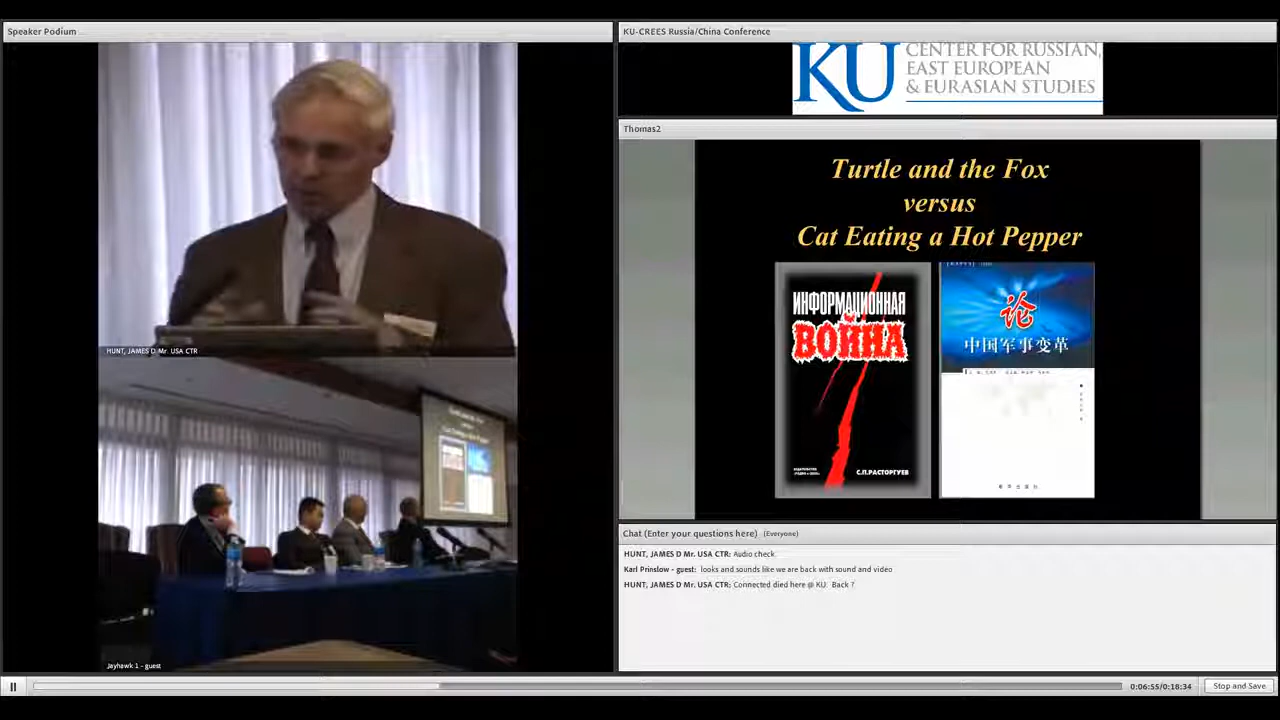 Speaker Podium
HUNT, JAMES D Mr. USA CTR
Jayhawk 1 - guest
KU-CREES Russia/China Conference
KU
CENTER FOR RUSSIAN,
EAST EUROPEAN
& EURASIAN STUDIES
Thomas2
Turtle and the Fox
versus
Cat Eating a Hot Pepper
ИНФОРМАЦИОННАЯ
ВОЙНА
С.П.РАСТОРГУЕВ
论
中国军事变革
Chat (Enter your questions here) (Everyone)
HUNT, JAMES D Mr. USA CTR: Audio check
Karl Prinslow - guest: looks and sounds like we are back with sound and video
HUNT, JAMES D Mr. USA CTR: Connected died here @ KU. Back ?
0:06:55/0:18:34
Stop and Save